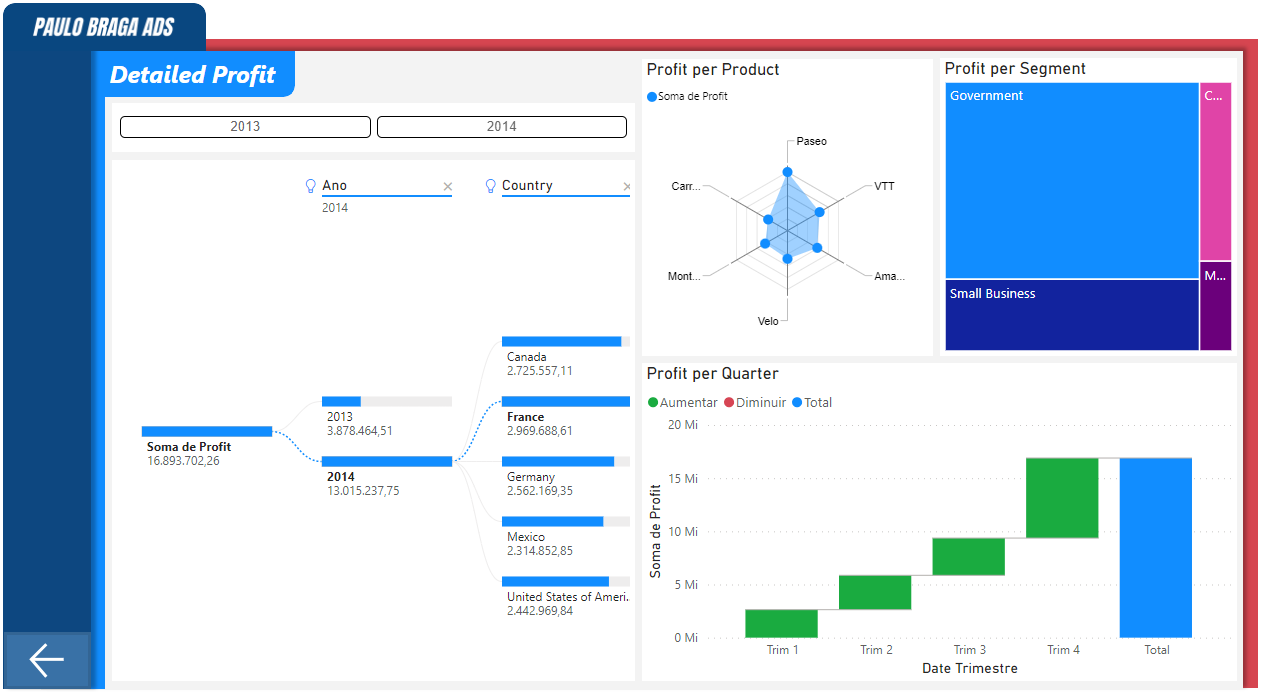 PAULO BRAGA ADS
Detailed Profit
2013
2014
Ano
2014
Country
Soma de Profit
16.893.702,26
2013
3.878.464,51
2014
13.015.237,75
Canada
2.725.557,11
France
2.969.688,61
Germany
2.562.169,35
Mexico
2.314.852,85
United States of Ameri.
2.442.969,84
Profit per Product
Soma de Profit
Paseo
VTT
Ama...
Velo
Mont...
Carr...
Profit per Segment
Government
Small Business
C...
M...
Profit per Quarter
Aumentar Diminuir Total
20 Mi
15 Mi
10 Mi
5 Mi
0 Mi
Soma de Profit
Trim 1 Trim 2 Trim 3 Trim 4 Total
Date Trimestre